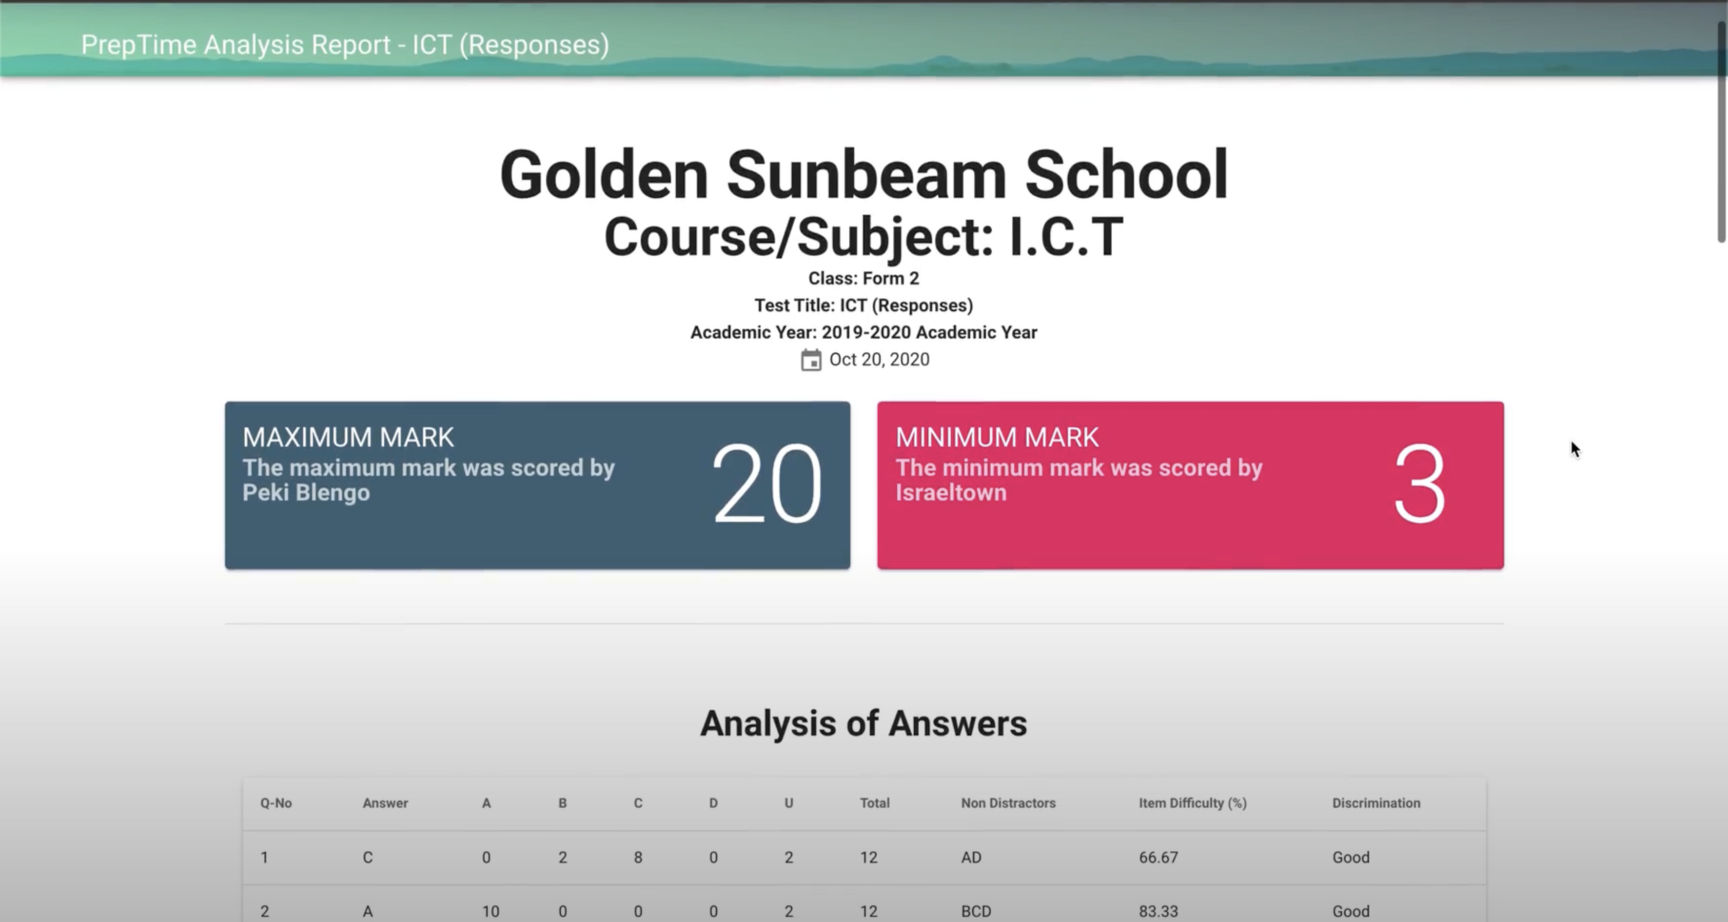 PrepTime Analysis Report - ICT (Responses)
Golden Sunbeam School
Course/Subject: I.C.T
Class: Form 2
Test Title: ICT (Responses)
Academic Year: 2019-2020 Academic Year
Oct 20, 2020
MAXIMUM MARK
The maximum mark was scored by
Peki Blengo
20
MINIMUM MARK
The minimum mark was scored by
Israeltown
3
Analysis of Answers
Q-No Answer A B C D U Total Non Distractors Item Difficulty (%) Discrimination
1 C 0 2 8 0 2 12 AD 66.67 Good
2 A 10 0 0 0 2 12 BCD 83.33 Good